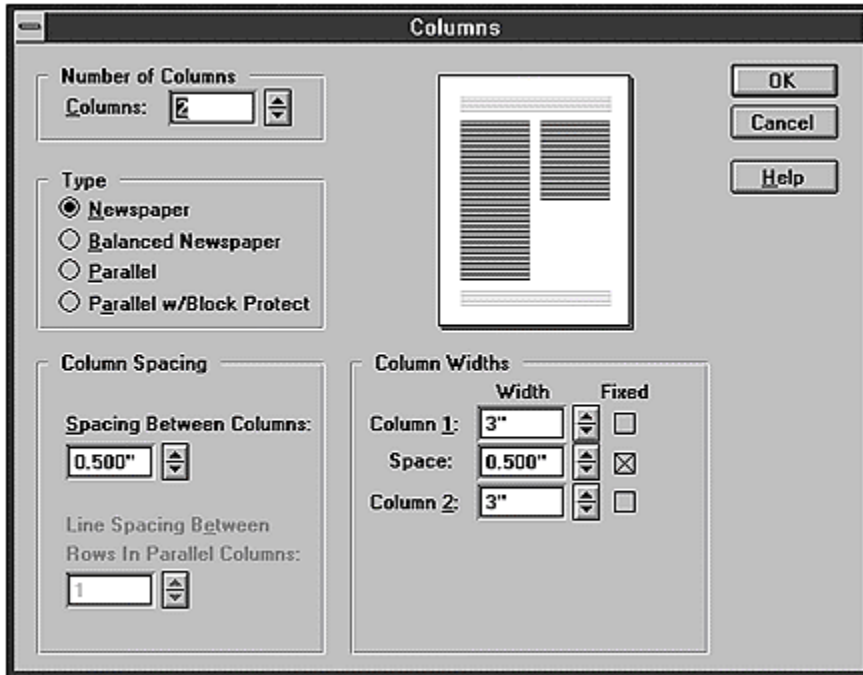 Columns
Number of Columns
Columns: 2
Type
Newspaper
Balanced Newspaper
Parallel
Parallel w/Block Protect
OK
Cancel
Help
Column Spacing
Spacing Between Columns:
0.500"
Line Spacing Between
Rows In Parallel Columns:
1
Column Widths
Width Fixed
Column 1: 3"
Space: 0.500"
Column 2: 3"